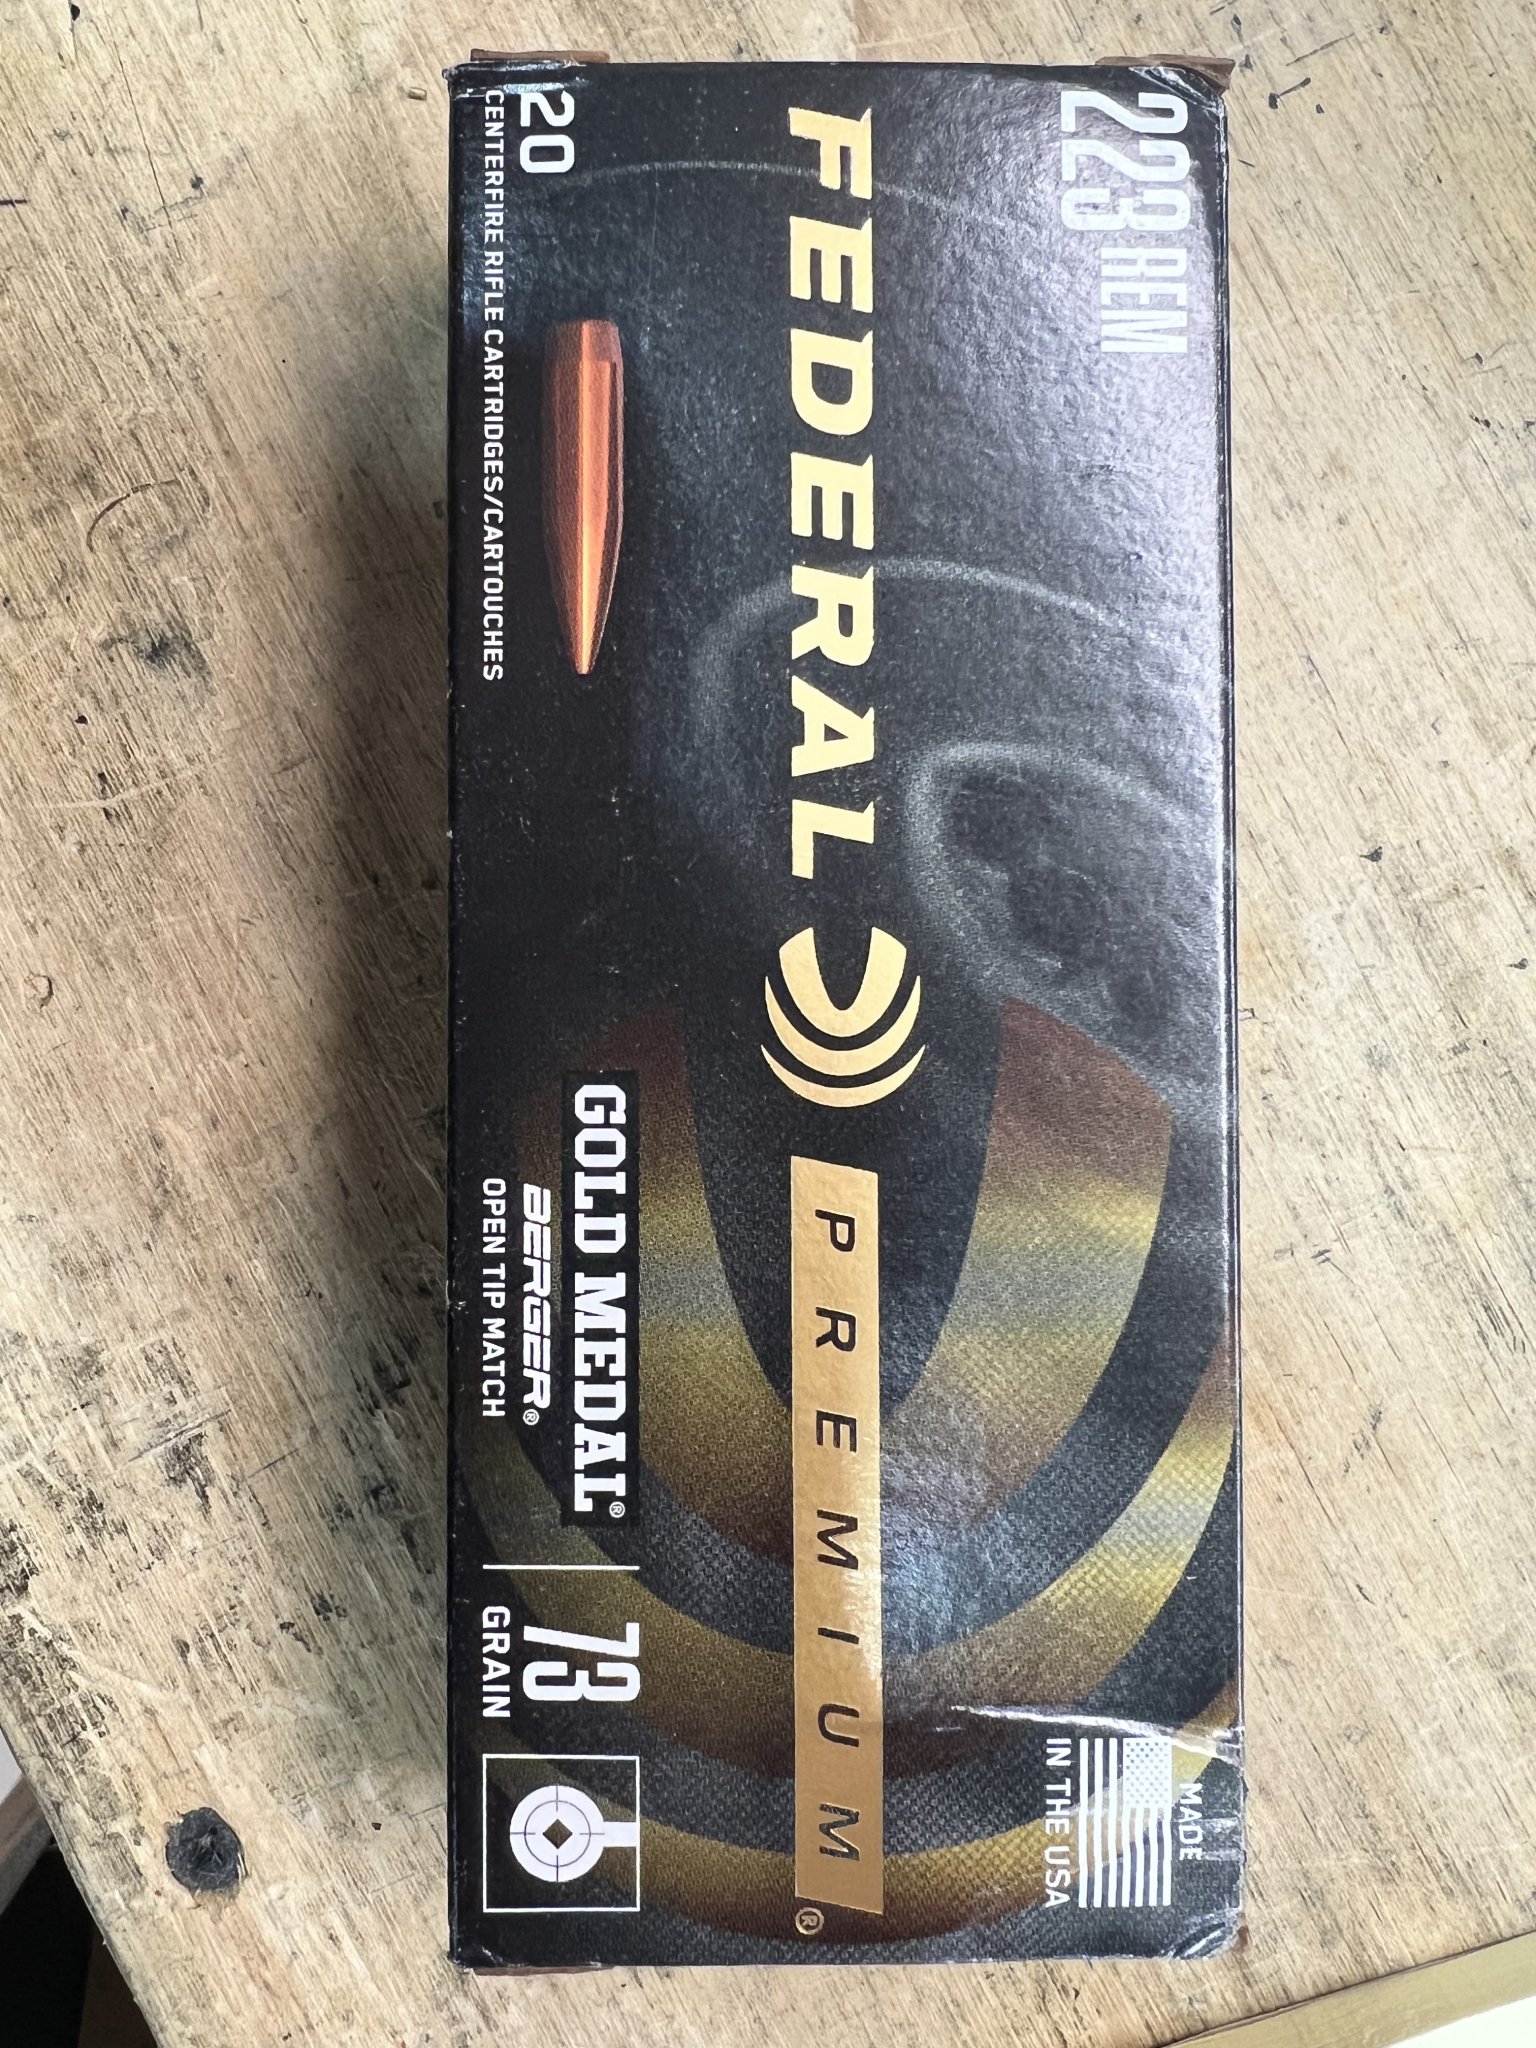 223 REM
MADE
IN THE USA
FEDERAL PREMIUM®
20
CENTERFIRE RIFLE CARTRIDGES/CARTOUCHES
GOLD MEDAL®
BERGER®
OPEN TIP MATCH
73
GRAIN